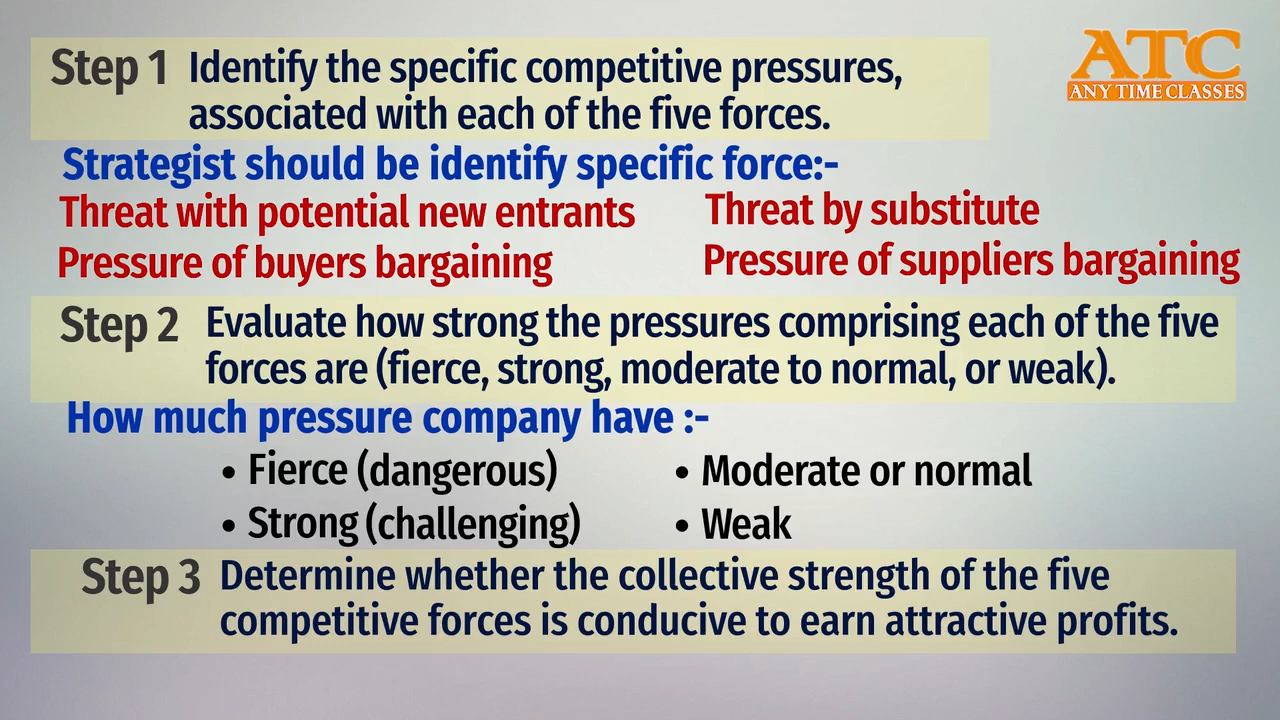 ATC
ANY TIME CLASSES
Step 1 Identify the specific competitive pressures,
associated with each of the five forces.
Strategist should be identify specific force:-
Threat with potential new entrants
Threat by substitute
Pressure of buyers bargaining
Pressure of suppliers bargaining
Step 2 Evaluate how strong the pressures comprising each of the five
forces are (fierce, strong, moderate to normal, or weak).
How much pressure company have :-
• Fierce (dangerous)
• Moderate or normal
• Strong (challenging)
• Weak
Step 3 Determine whether the collective strength of the five
competitive forces is conducive to earn attractive profits.